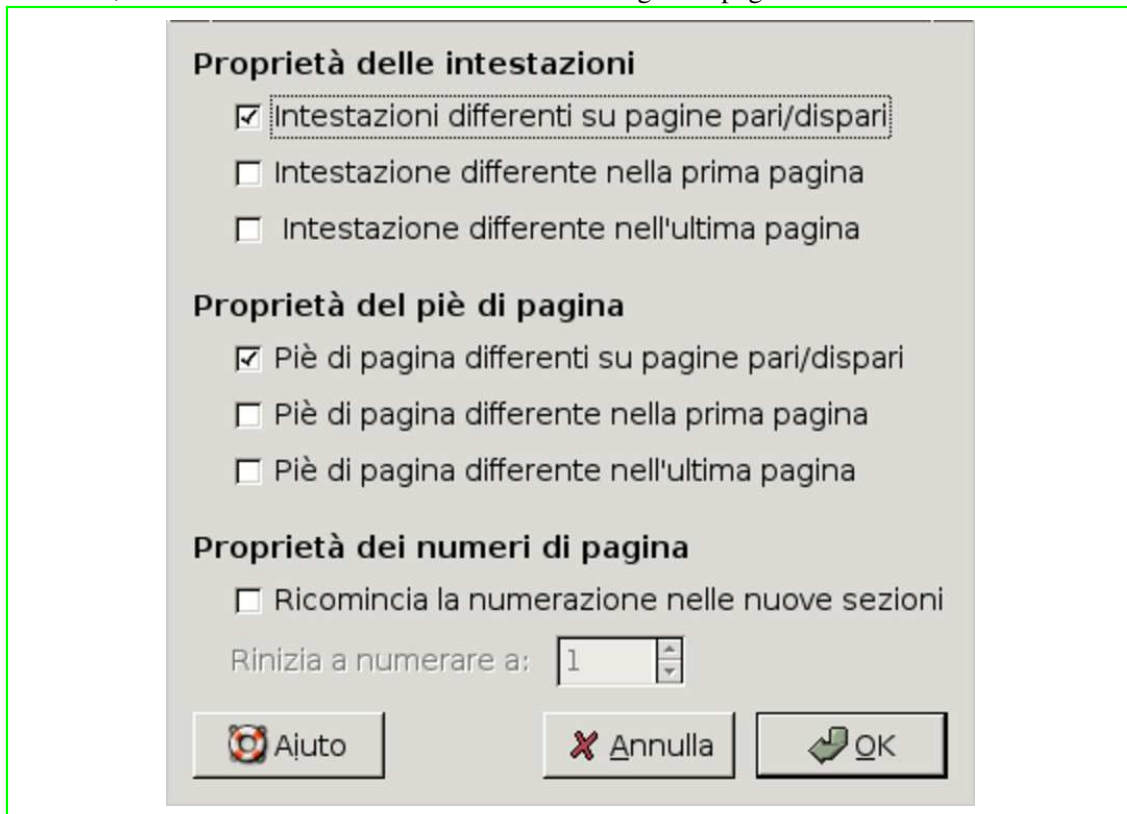 Proprietà delle intestazioni
Intestazioni differenti su pagine pari/dispari
Intestazione differente nella prima pagina
Intestazione differente nell'ultima pagina
Proprietà del piè di pagina
Piè di pagina differenti su pagine pari/dispari
Piè di pagina differente nella prima pagina
Piè di pagina differente nell'ultima pagina
Proprietà dei numeri di pagina
Ricomincia la numerazione nelle nuove sezioni
Rinizia a numerare a: 1
Aiuto Annulla OK